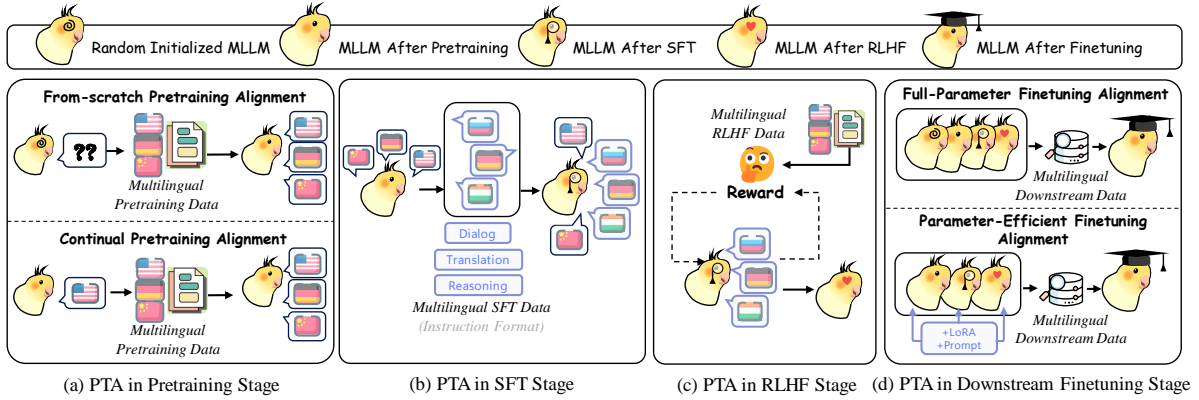 Random Initialized MLLM
MLLM After Pretraining
MLLM After SFT
MLLM After RLHF
MLLM After Finetuning
From-scratch Pretraining Alignment
??
Multilingual
Pretraining Data
Continual Pretraining Alignment
Multilingual
Pretraining Data
(a) PTA in Pretraining Stage
Dialog
Translation
Reasoning
Multilingual SFT Data
(Instruction Format)
(b) PTA in SFT Stage
Multilingual
RLHF Data
Reward
(c) PTA in RLHF Stage
Full-Parameter Finetuning Alignment
Multilingual
Downstream Data
Parameter-Efficient Finetuning
Alignment
+LoRA
+Prompt
Multilingual
Downstream Data
(d) PTA in Downstream Finetuning Stage